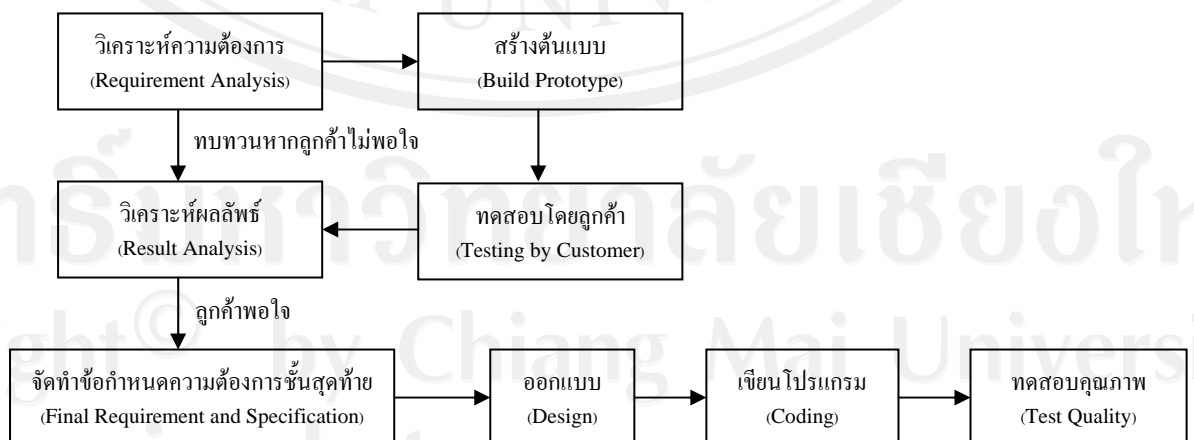 วิเคราะห์ความต้องการ
(Requirement Analysis)
สร้างต้นแบบ
(Build Prototype)
ทบทวนหากลูกค้าไม่พอใจ
วิเคราะห์ผลลัพธ์
(Result Analysis)
ทดสอบโดยลูกค้า
(Testing by Customer)
ลูกค้าพอใจ
by Chiang Mai
จัดทำข้อกำหนดความต้องการชั้นสุดท้าย
(Final Requirement and Specification)
ออกแบบ
(Design)
เขียนโปรแกรม
(Coding)
ทดสอบคุณภาพ
(Test Quality)